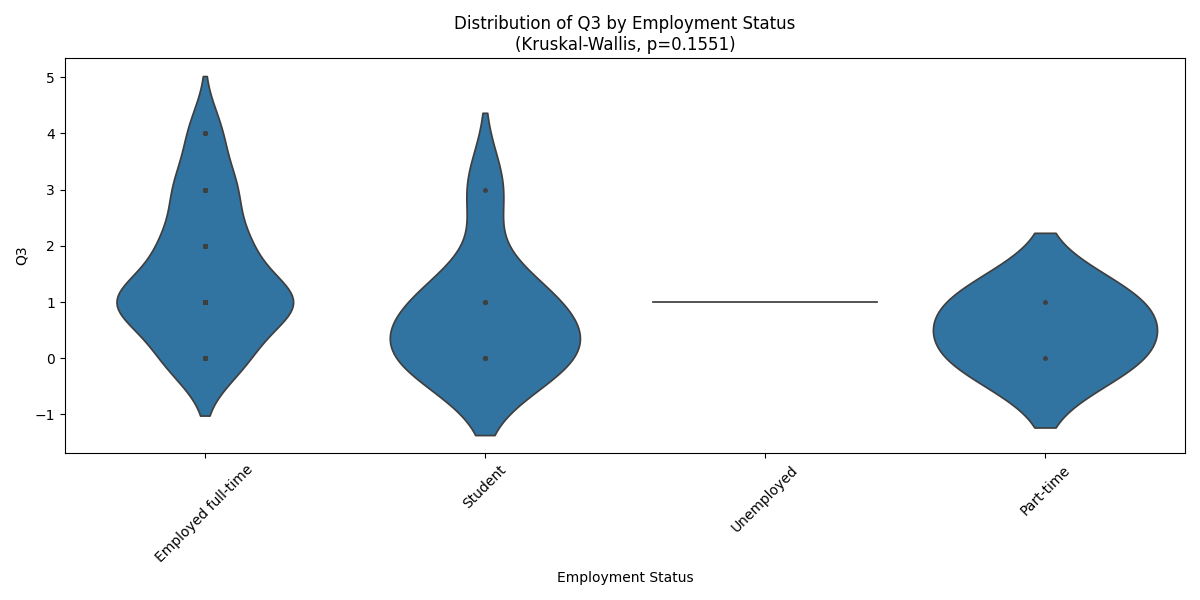 Distribution of Q3 by Employment Status
(Kruskal-Wallis, p=0.1551)
5
4
3
2
1
0
−1
Q3
Employed full-time
Student
Unemployed
Part-time
Employment Status